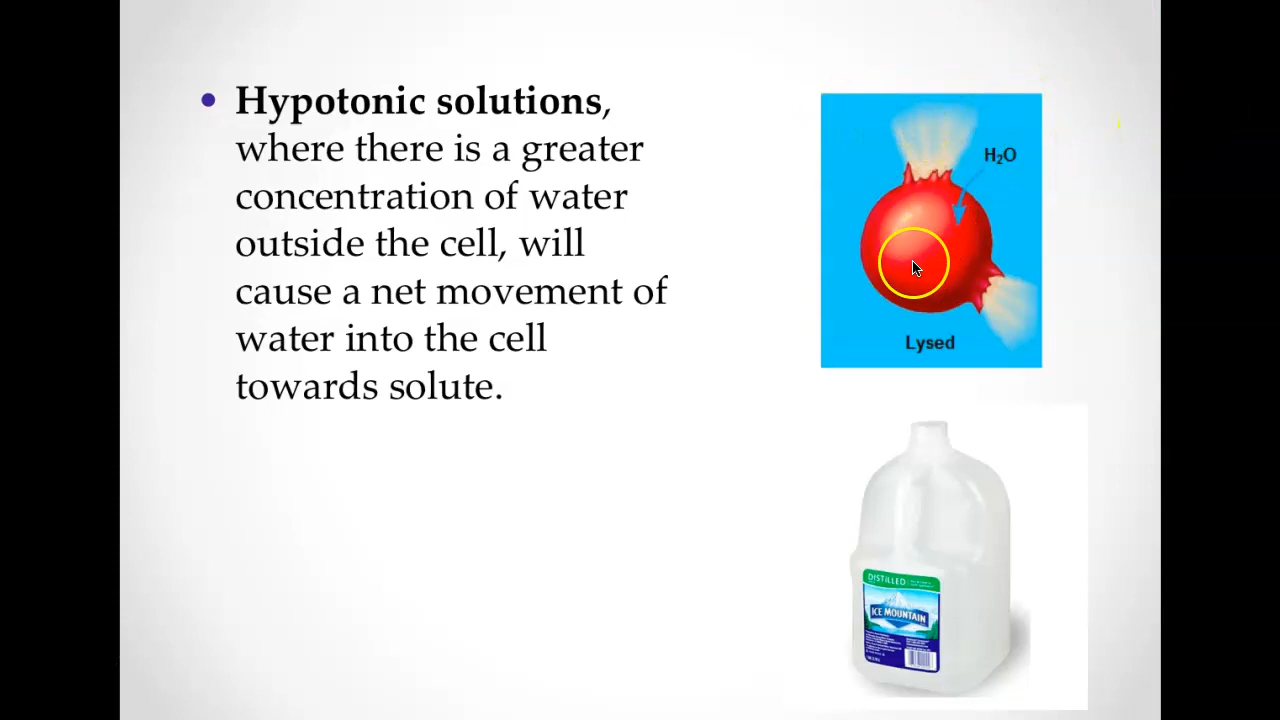 • Hypotonic solutions,
where there is a greater
concentration of water
outside the cell, will
cause a net movement of
water into the cell
towards solute.
H₂O
Lysed
DISTILLED
ICE MOUNTAIN